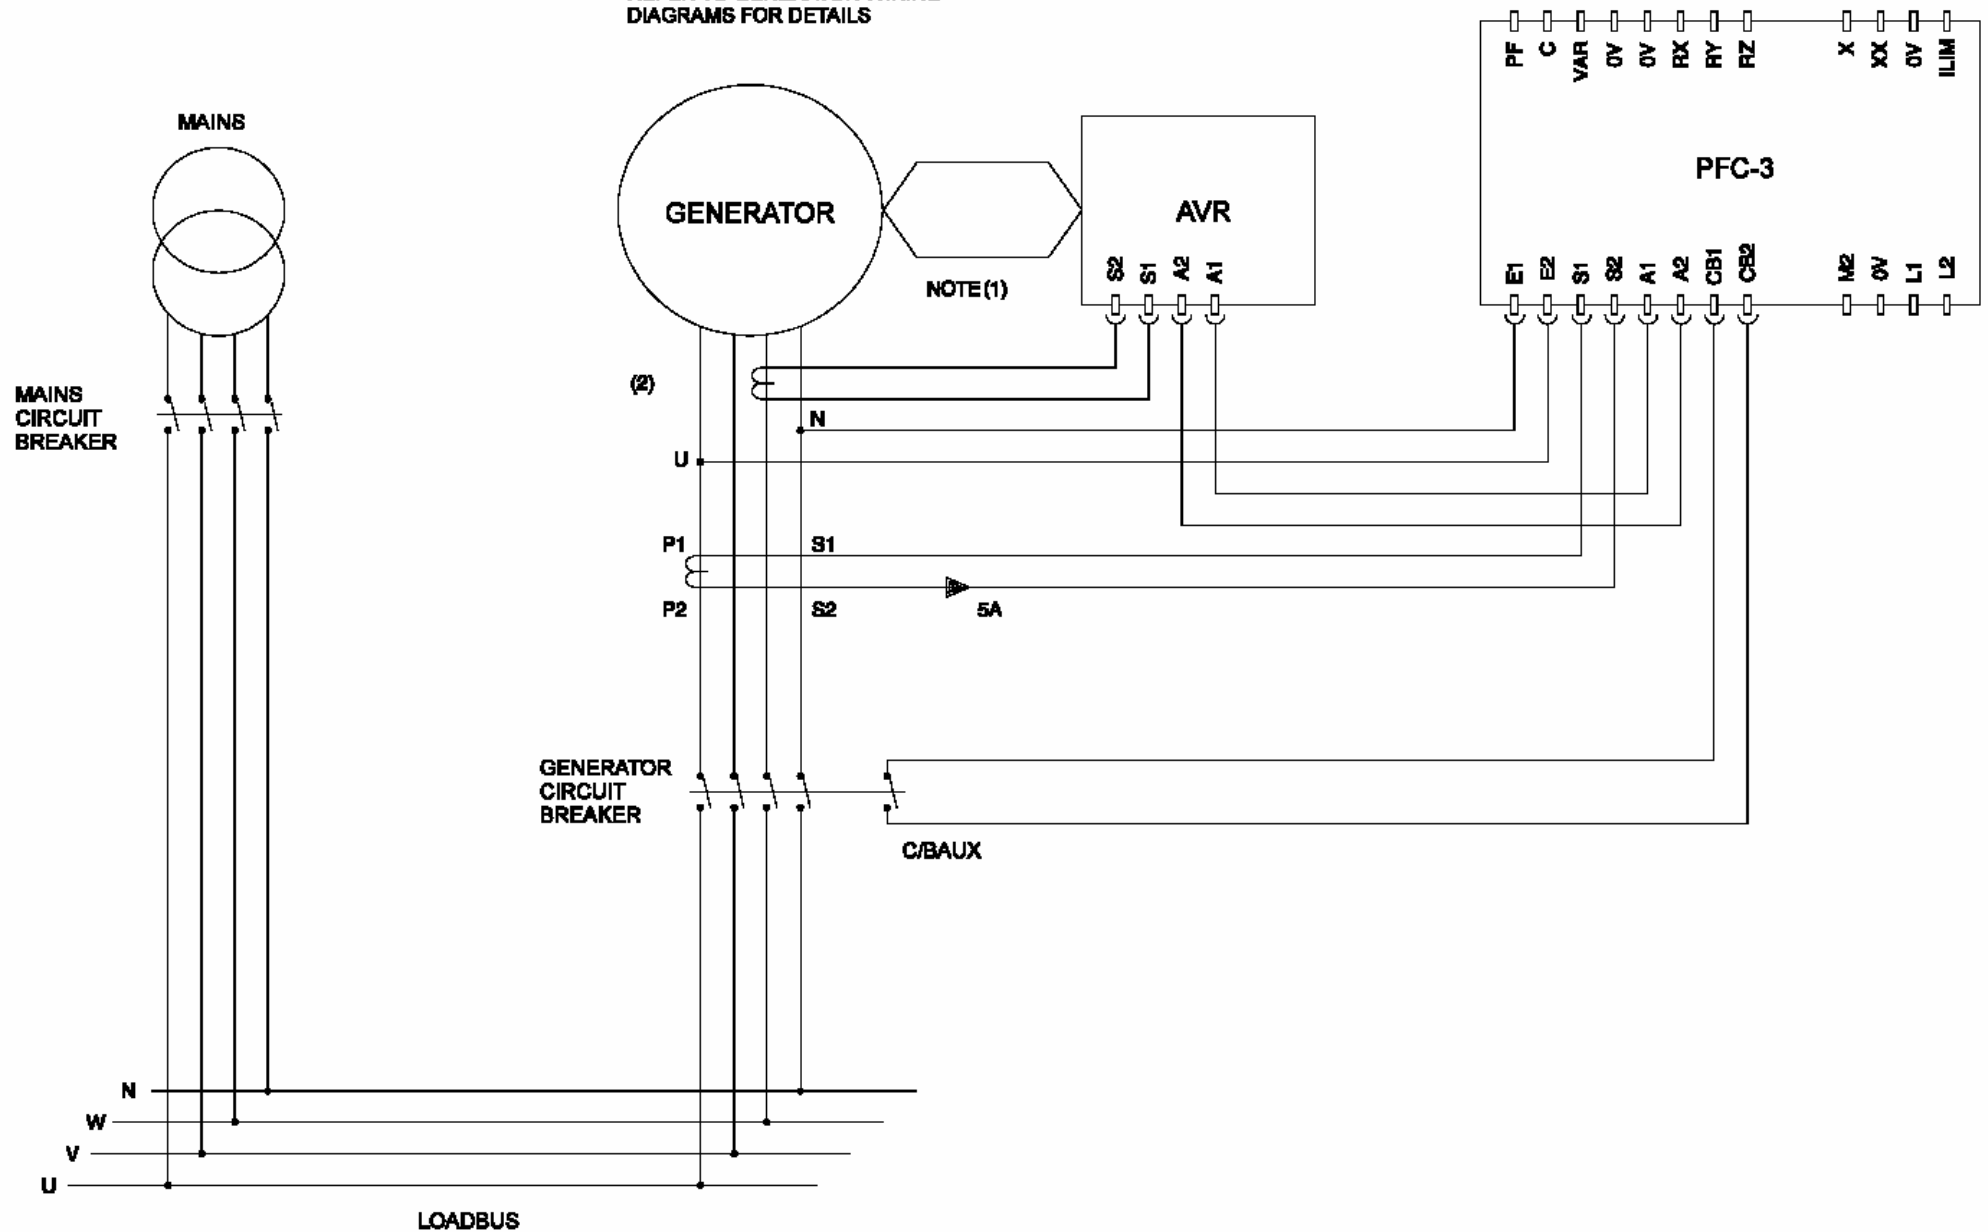 DIAGRAMS FOR DETAILS
PF C VAR 0V 0V RX RY RZ X XX 0V ILIM
MAINS
GENERATOR
AVR
PFC-3
S2 S1 A2 A1
E1 E2 S1 S2 A1 A2 CB1 CB2 M2 0V L1 L2
NOTE(1)
MAINS
CIRCUIT
BREAKER
(2)
N
U
P1
S1
P2
S2
5A
GENERATOR
CIRCUIT
BREAKER
C/BAUX
N
W
V
U
LOADBUS